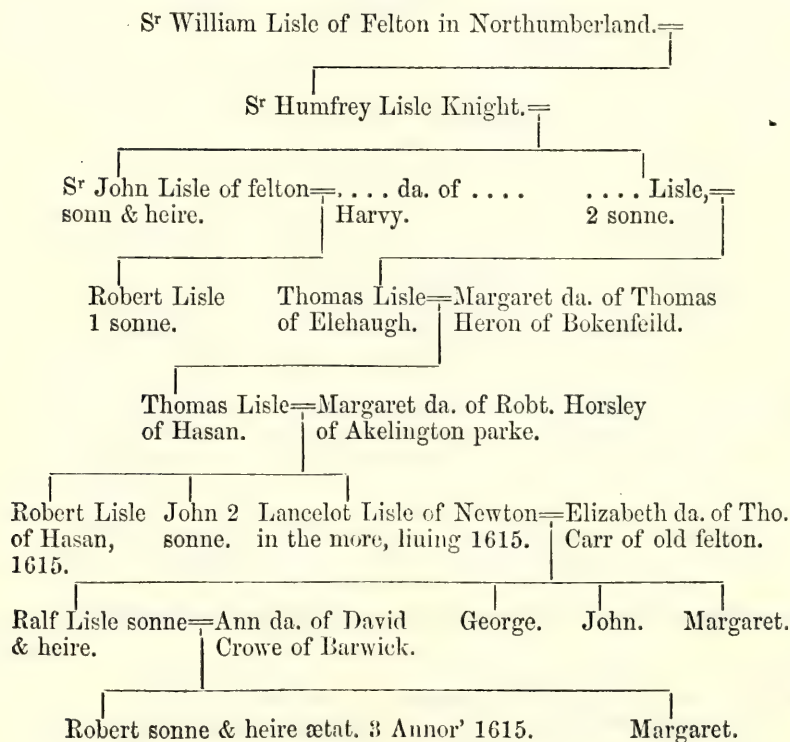 Sʳ William Lisle of Felton in Northumberland.=
Sʳ Humfrey Lisle Knight.=
Sʳ John Lisle of felton=. . . . da. of . . . . . . . . Lisle,=
sonn & heire. Harvy. 2 sonne.
Robert Lisle Thomas Lisle=Margaret da. of Thomas
1 sonne. of Elehaugh. Heron of Bokenfeild.
Thomas Lisle=Margaret da. of Robt. Horsley
of Hasan. of Akelington parke.
Robert Lisle John 2 Lancelot Lisle of Newton=Elizabeth da. of Tho.
of Hasan, sonne. in the more, liuing 1615. Carr of old felton.
1615.
Ralf Lisle sonne=Ann da. of David George. John. Margaret.
& heire. Crowe of Barwick.
Robert sonne & heire ætat. 3 Annor' 1615. Margaret.